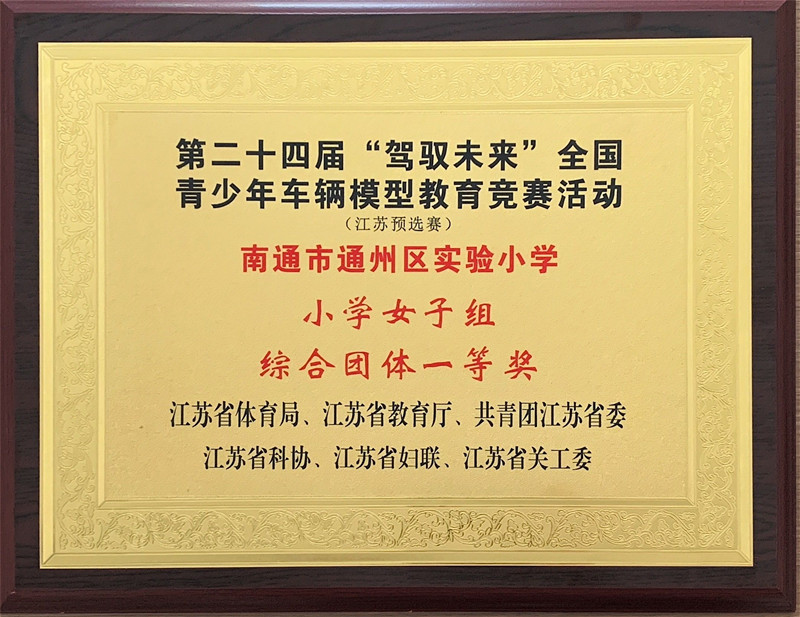 第二十四届“驾驭未来”全国
青少年车辆模型教育竞赛活动
（江苏预选赛）
南通市通州区实验小学
小学女子组
综合团体一等奖
江苏省体育局、江苏省教育厅、共青团江苏省委
江苏省科协、江苏省妇联、江苏省关工委